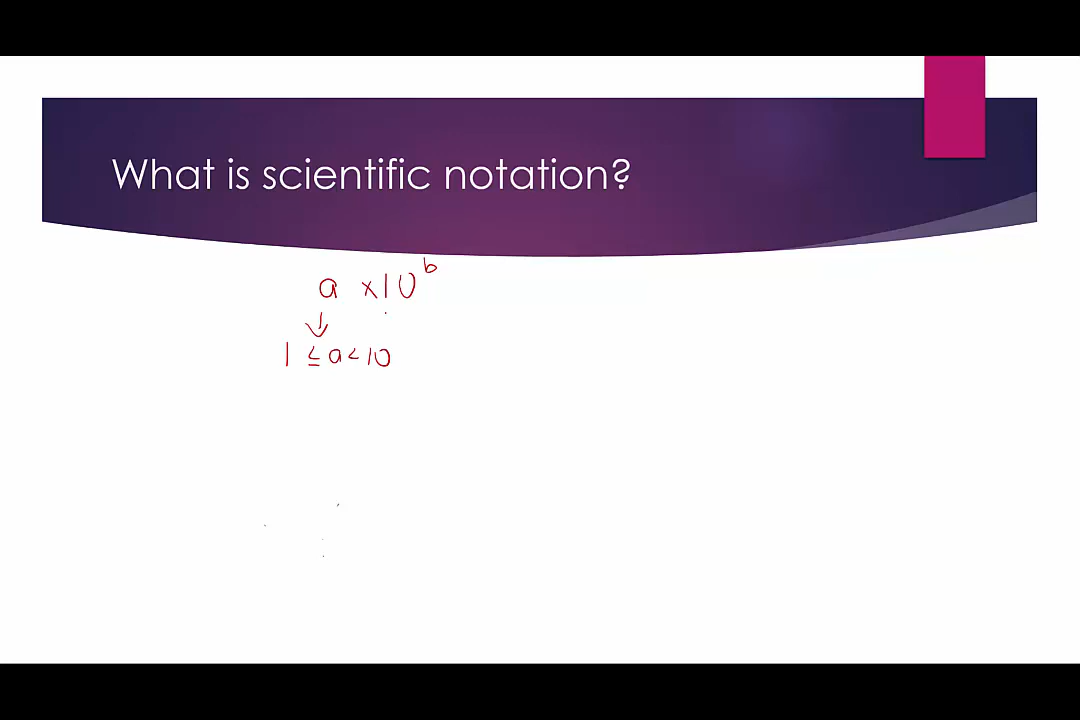 What is scientific notation?
a ×10^b
1 ≤ a < 10